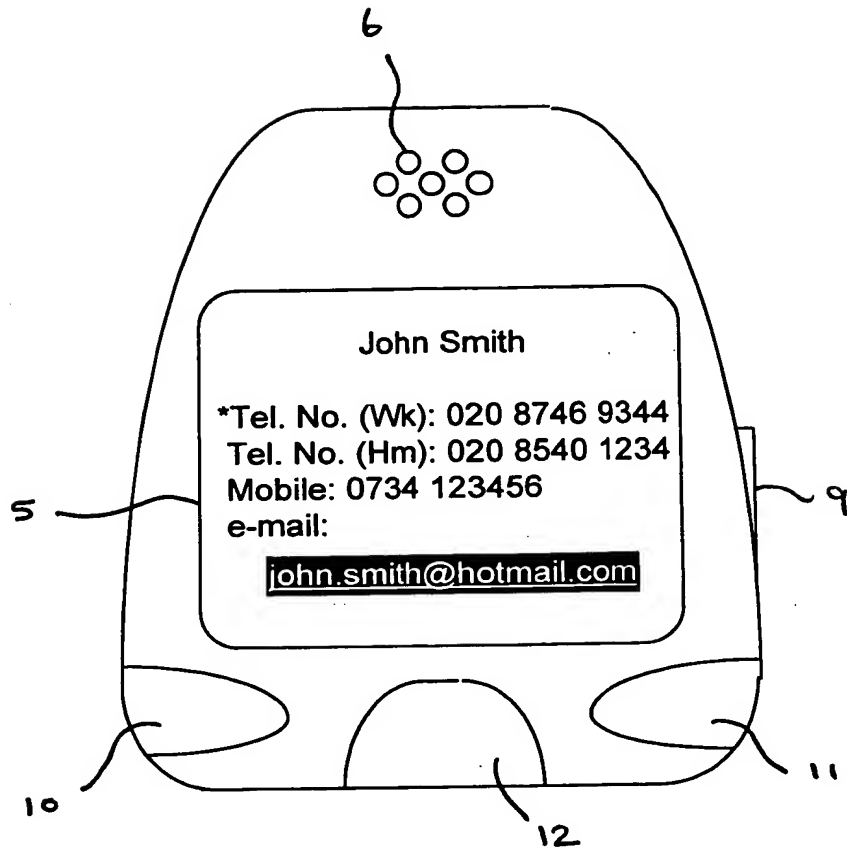 6
John Smith
*Tel. No. (Wk): 020 8746 9344
Tel. No. (Hm): 020 8540 1234
Mobile: 0734 123456
e-mail:
john.smith@hotmail.com
5
9
10
11
12